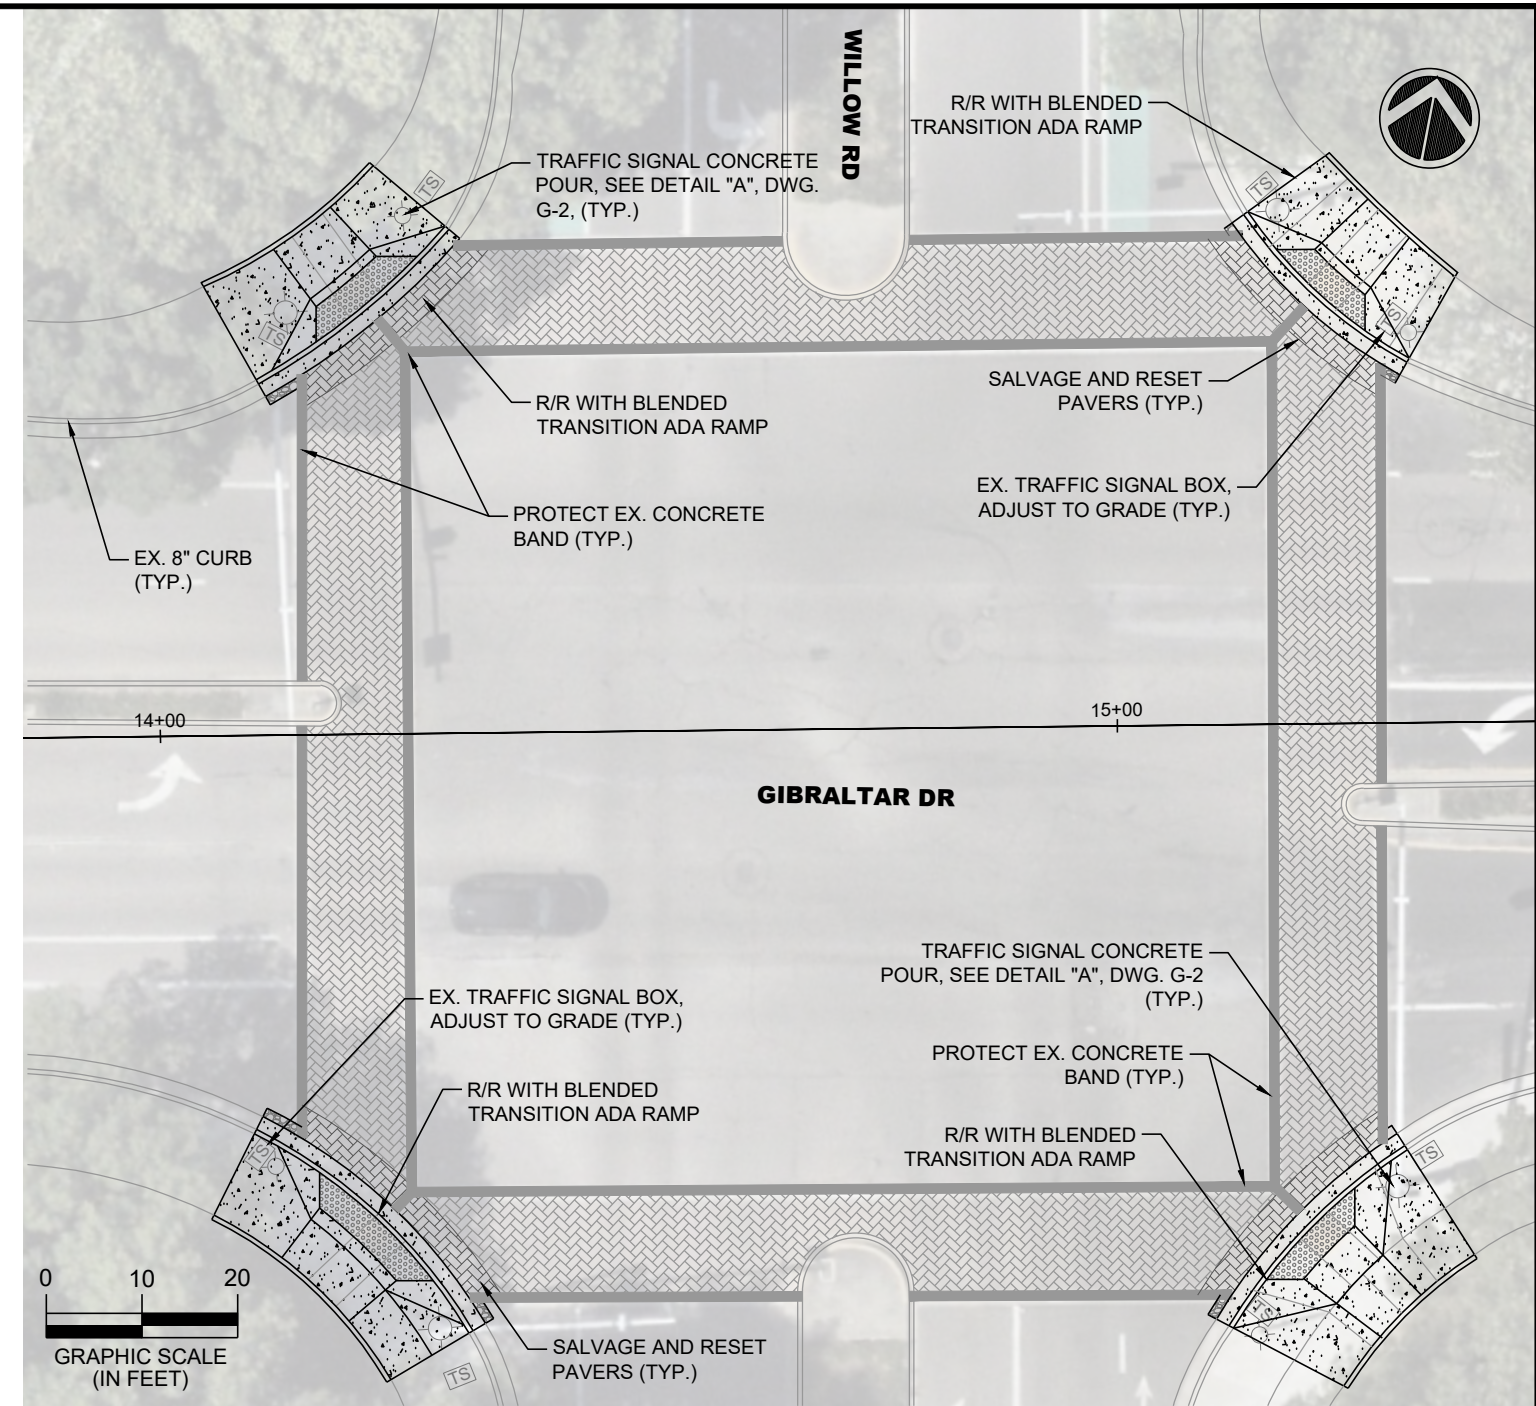 WILLOW RD
R/R WITH BLENDED
TRANSITION ADA RAMP
TS
TRAFFIC SIGNAL CONCRETE
POUR, SEE DETAIL "A", DWG.
G-2, (TYP.)
TS
TS
TS
SALVAGE AND RESET
PAVERS (TYP.)
R/R WITH BLENDED
TRANSITION ADA RAMP
EX. TRAFFIC SIGNAL BOX,
ADJUST TO GRADE (TYP.)
PROTECT EX. CONCRETE
BAND (TYP.)
EX. 8" CURB
(TYP.)
14+00
15+00
GIBRALTAR DR
TRAFFIC SIGNAL CONCRETE
POUR, SEE DETAIL "A", DWG. G-2
(TYP.)
EX. TRAFFIC SIGNAL BOX,
ADJUST TO GRADE (TYP.)
PROTECT EX. CONCRETE
BAND (TYP.)
R/R WITH BLENDED
TRANSITION ADA RAMP
R/R WITH BLENDED
TRANSITION ADA RAMP
TS
TS
TS
TS
0 10 20
GRAPHIC SCALE
(IN FEET)
SALVAGE AND RESET
PAVERS (TYP.)